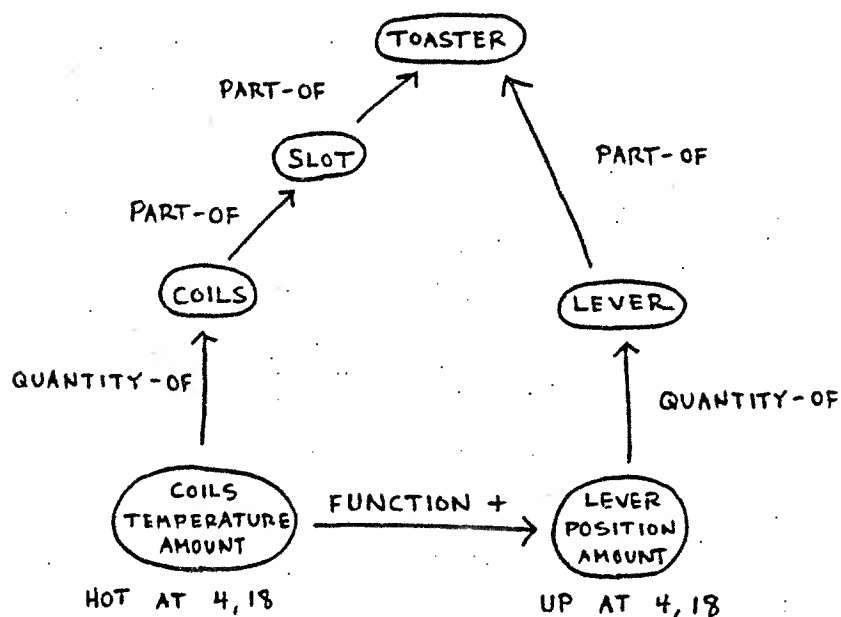 TOASTER
PART-OF
SLOT
PART-OF
PART-OF
COILS
LEVER
QUANTITY-OF
QUANTITY-OF
COILS
TEMPERATURE
AMOUNT
FUNCTION +
LEVER
POSITION
AMOUNT
HOT AT 4,18
UP AT 4,18